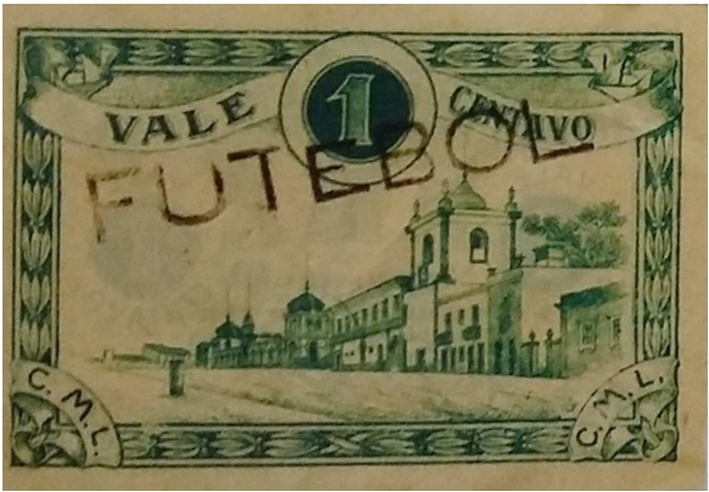 VALE 1 CENTAVO
FUTEBOL
C. M. L.
C. M. L.